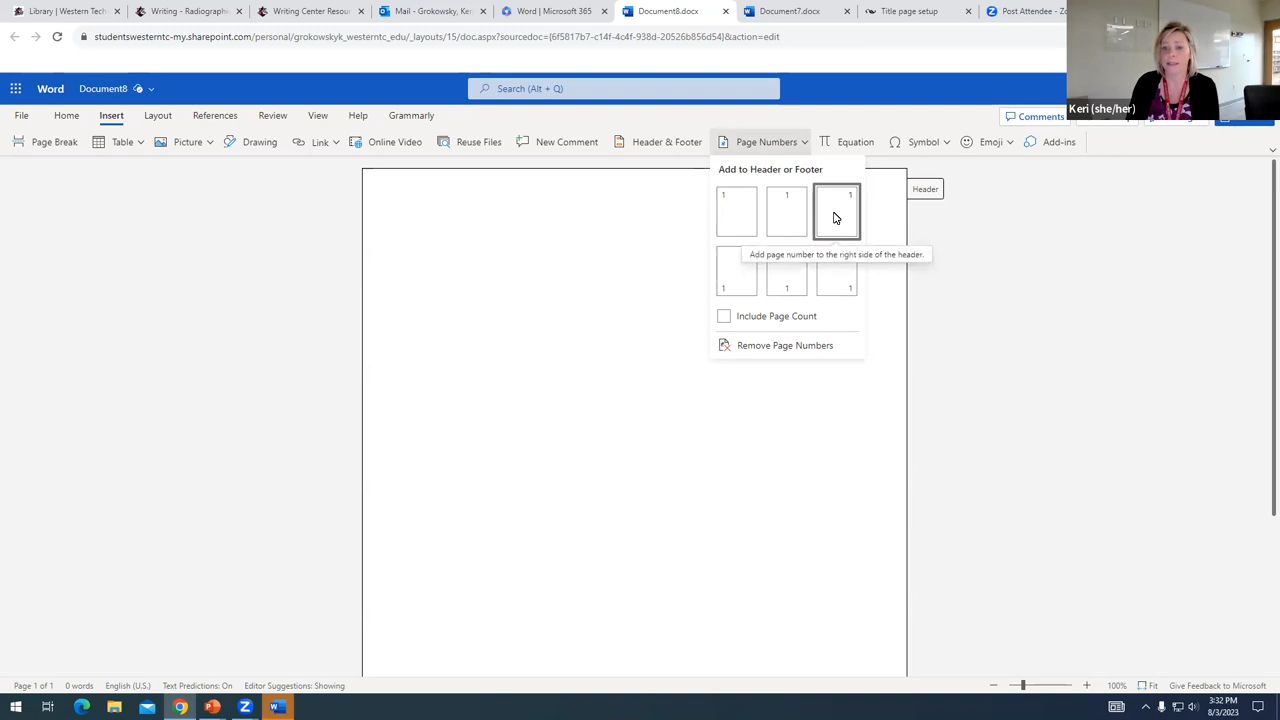 Library | Western Tech
Writing - Radiograph
Writing Center Resour
Mail - Grokowsky, Ker
Word | Microsoft 365
Document8.docx
Document7.docx
Title page setup
Post Attendee - Zoom
studentswesterntc-my.sharepoint.com/personal/grokowskyk_westerntc_edu/_layouts/15/doc.aspx?sourcedoc={6f5817b7-c14f-4c4f-938d-20526b856d54}&action=edit
Keri (she/her)
Word Document8
Search (Alt + Q)
File Home Insert Layout References Review View Help Grammarly
Comments
Page Break Table Picture Drawing Link Online Video Reuse Files New Comment Header & Footer Page Numbers Equation Symbol Emoji Add-ins
Add to Header or Footer
Header
1 1 1
Add page number to the right side of the header.
1 1 1
Include Page Count
Remove Page Numbers
Page 1 of 1 0 words English (U.S.) Text Predictions: On Editor Suggestions: Showing
100% Fit Give Feedback to Microsoft
3:32 PM
8/3/2023